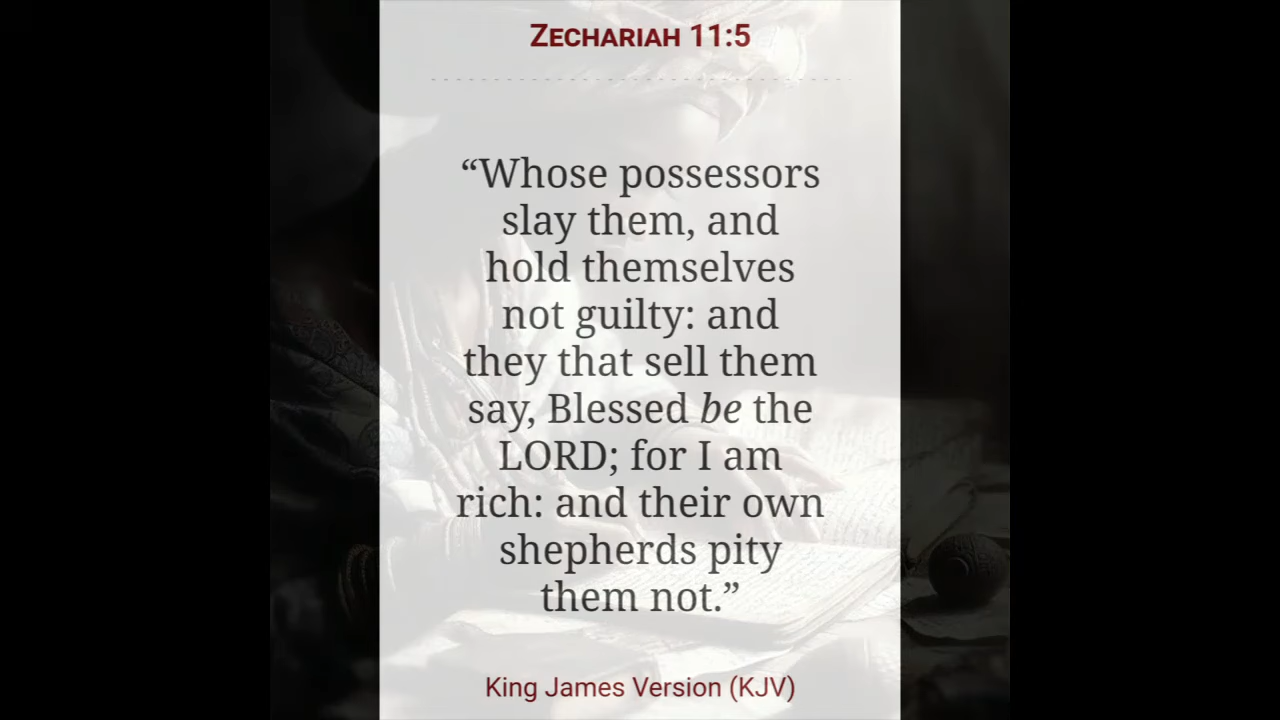 Zechariah 11:5
“Whose possessors
slay them, and
hold themselves
not guilty: and
they that sell them
say, Blessed be the
LORD; for I am
rich: and their own
shepherds pity
them not.”
King James Version (KJV)